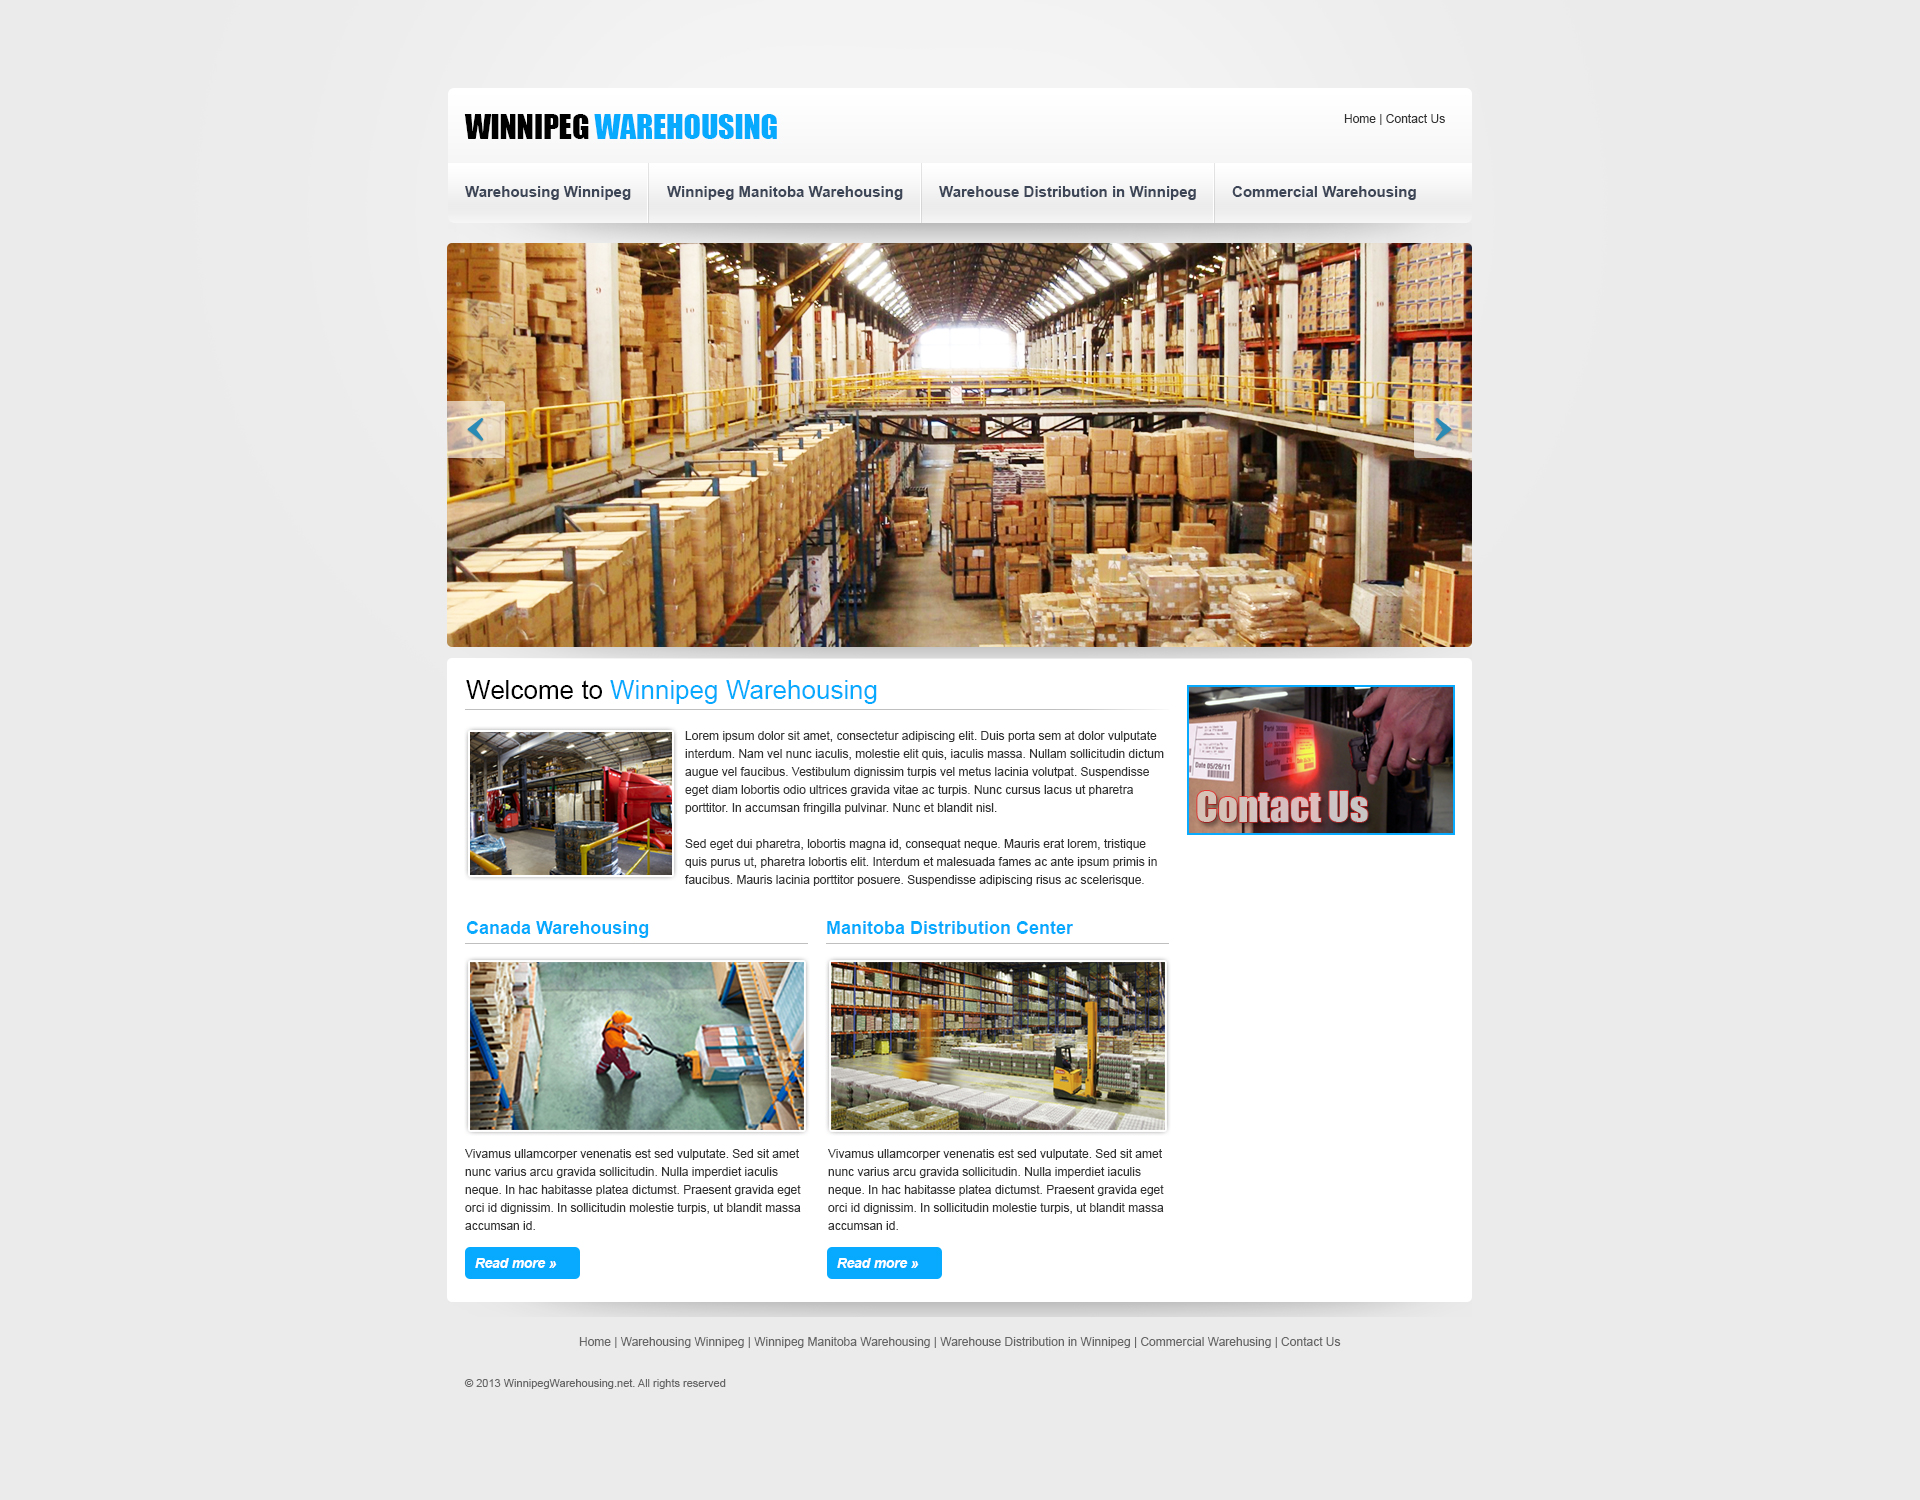 WINNIPEG WAREHOUSING
Home | Contact Us
Warehousing Winnipeg
Winnipeg Manitoba Warehousing
Warehouse Distribution in Winnipeg
Commercial Warehousing
9
10
10
Welcome to Winnipeg Warehousing
Lorem ipsum dolor sit amet, consectetur adipiscing elit. Duis porta sem at dolor vulputate
interdum. Nam vel nunc iaculis, molestie elit quis, iaculis massa. Nullam sollicitudin dictum
augue vel faucibus. Vestibulum dignissim turpis vel metus lacinia volutpat. Suspendisse
eget diam lobortis odio ultrices gravida vitae ac turpis. Nunc cursus lacus ut pharetra
porttitor. In accumsan fringilla pulvinar. Nunc et blandit nisl.
Sed eget dui pharetra, lobortis magna id, consequat neque. Mauris erat lorem, tristique
quis purus ut, pharetra lobortis elit. Interdum et malesuada fames ac ante ipsum primis in
faucibus. Mauris lacinia porttitor posuere. Suspendisse adipiscing risus ac scelerisque.
Date 05/26/11
Contact Us
Canada Warehousing
Manitoba Distribution Center
Vivamus ullamcorper venenatis est sed vulputate. Sed sit amet
nunc varius arcu gravida sollicitudin. Nulla imperdiet iaculis
neque. In hac habitasse platea dictumst. Praesent gravida eget
orci id dignissim. In sollicitudin molestie turpis, ut blandit massa
accumsan id.
Read more »
Vivamus ullamcorper venenatis est sed vulputate. Sed sit amet
nunc varius arcu gravida sollicitudin. Nulla imperdiet iaculis
neque. In hac habitasse platea dictumst. Praesent gravida eget
orci id dignissim. In sollicitudin molestie turpis, ut blandit massa
accumsan id.
Read more »
Home | Warehousing Winnipeg | Winnipeg Manitoba Warehousing | Warehouse Distribution in Winnipeg | Commercial Warehusing | Contact Us
© 2013 WinnipegWarehousing.net. All rights reserved